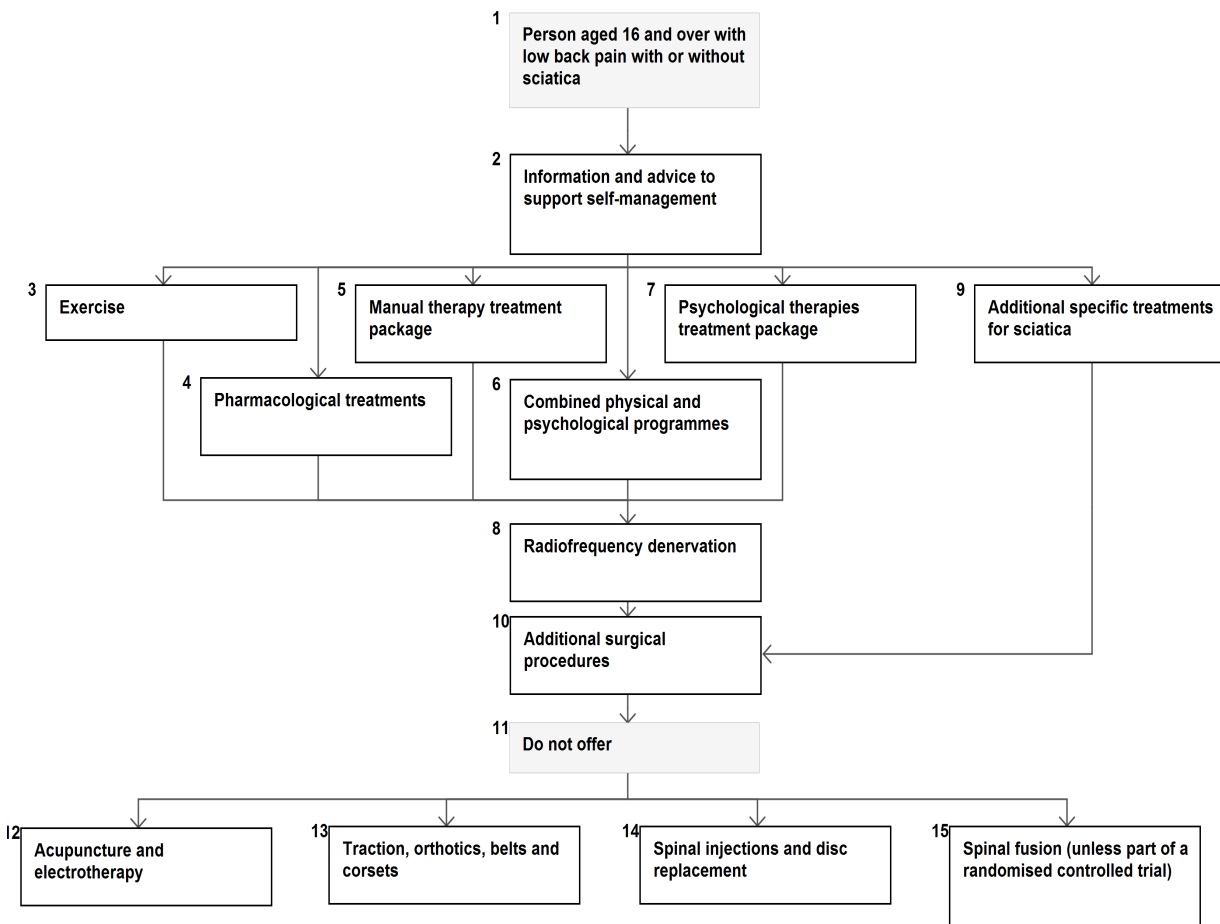 1
Person aged 16 and over with
low back pain with or without
sciatica
2
Information and advice to
support self-management
3
Exercise
4
Pharmacological treatments
5
Manual therapy treatment
package
6
Combined physical and
psychological programmes
7
Psychological therapies
treatment package
8
Radiofrequency denervation
9
Additional specific treatments
for sciatica
10
Additional surgical
procedures
11
Do not offer
12
Acupuncture and
electrotherapy
13
Traction, orthotics, belts and
corsets
14
Spinal injections and disc
replacement
15
Spinal fusion (unless part of a
randomised controlled trial)